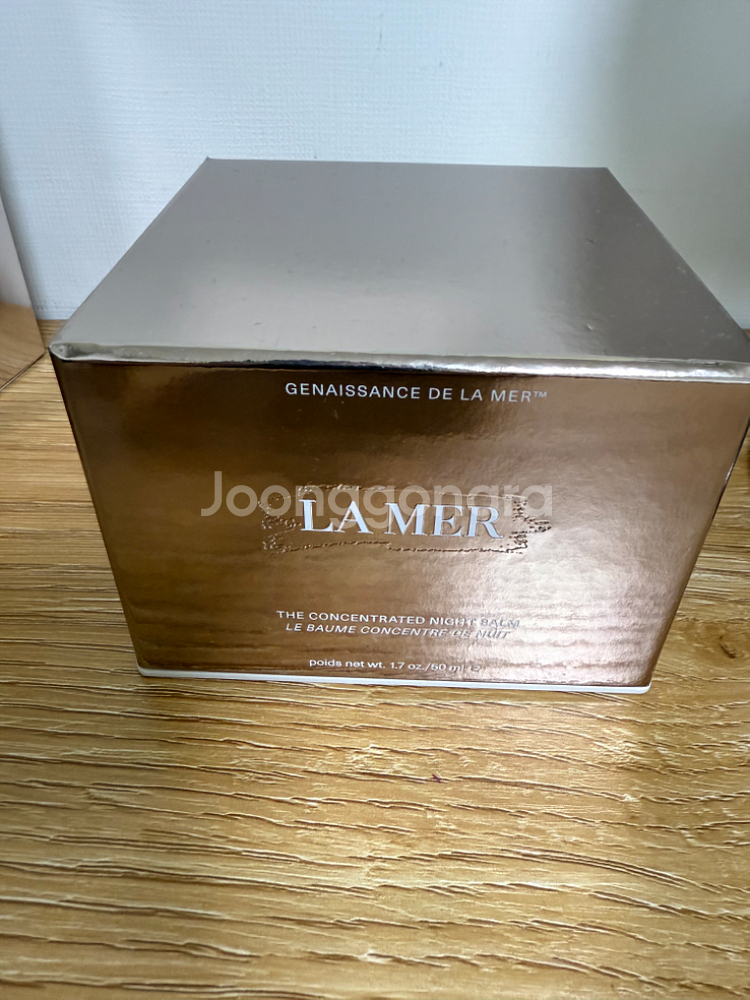 GENAISSANCE DE LA MER™
Joonggonara
LA MER
THE CONCENTRATED NIGHT BALM
LE BAUME CONCENTRÉ DE NUIT
poids net wt. 1.7 oz./50 ml ℮